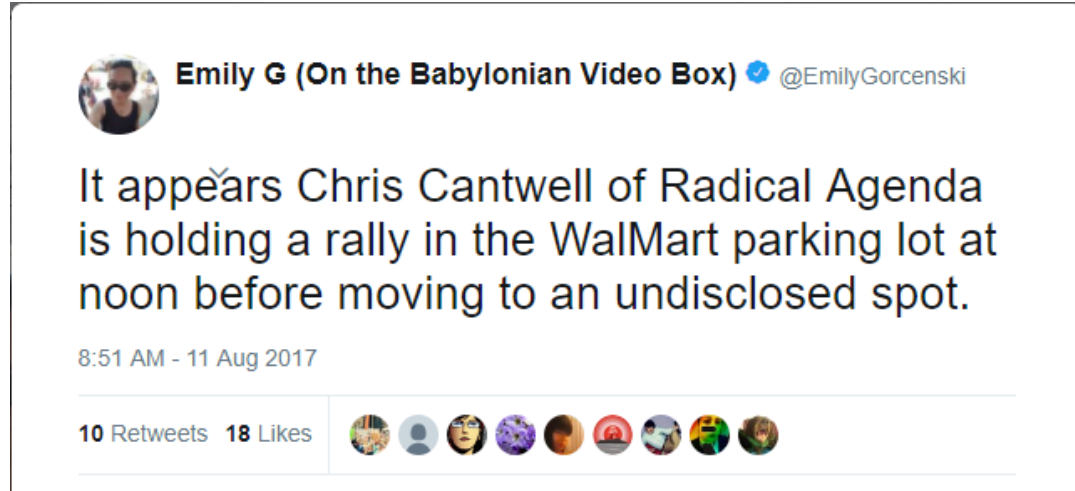 Emily G (On the Babylonian Video Box) @EmilyGorcenski
It appears Chris Cantwell of Radical Agenda
is holding a rally in the WalMart parking lot at
noon before moving to an undisclosed spot.
8:51 AM - 11 Aug 2017
10 Retweets 18 Likes